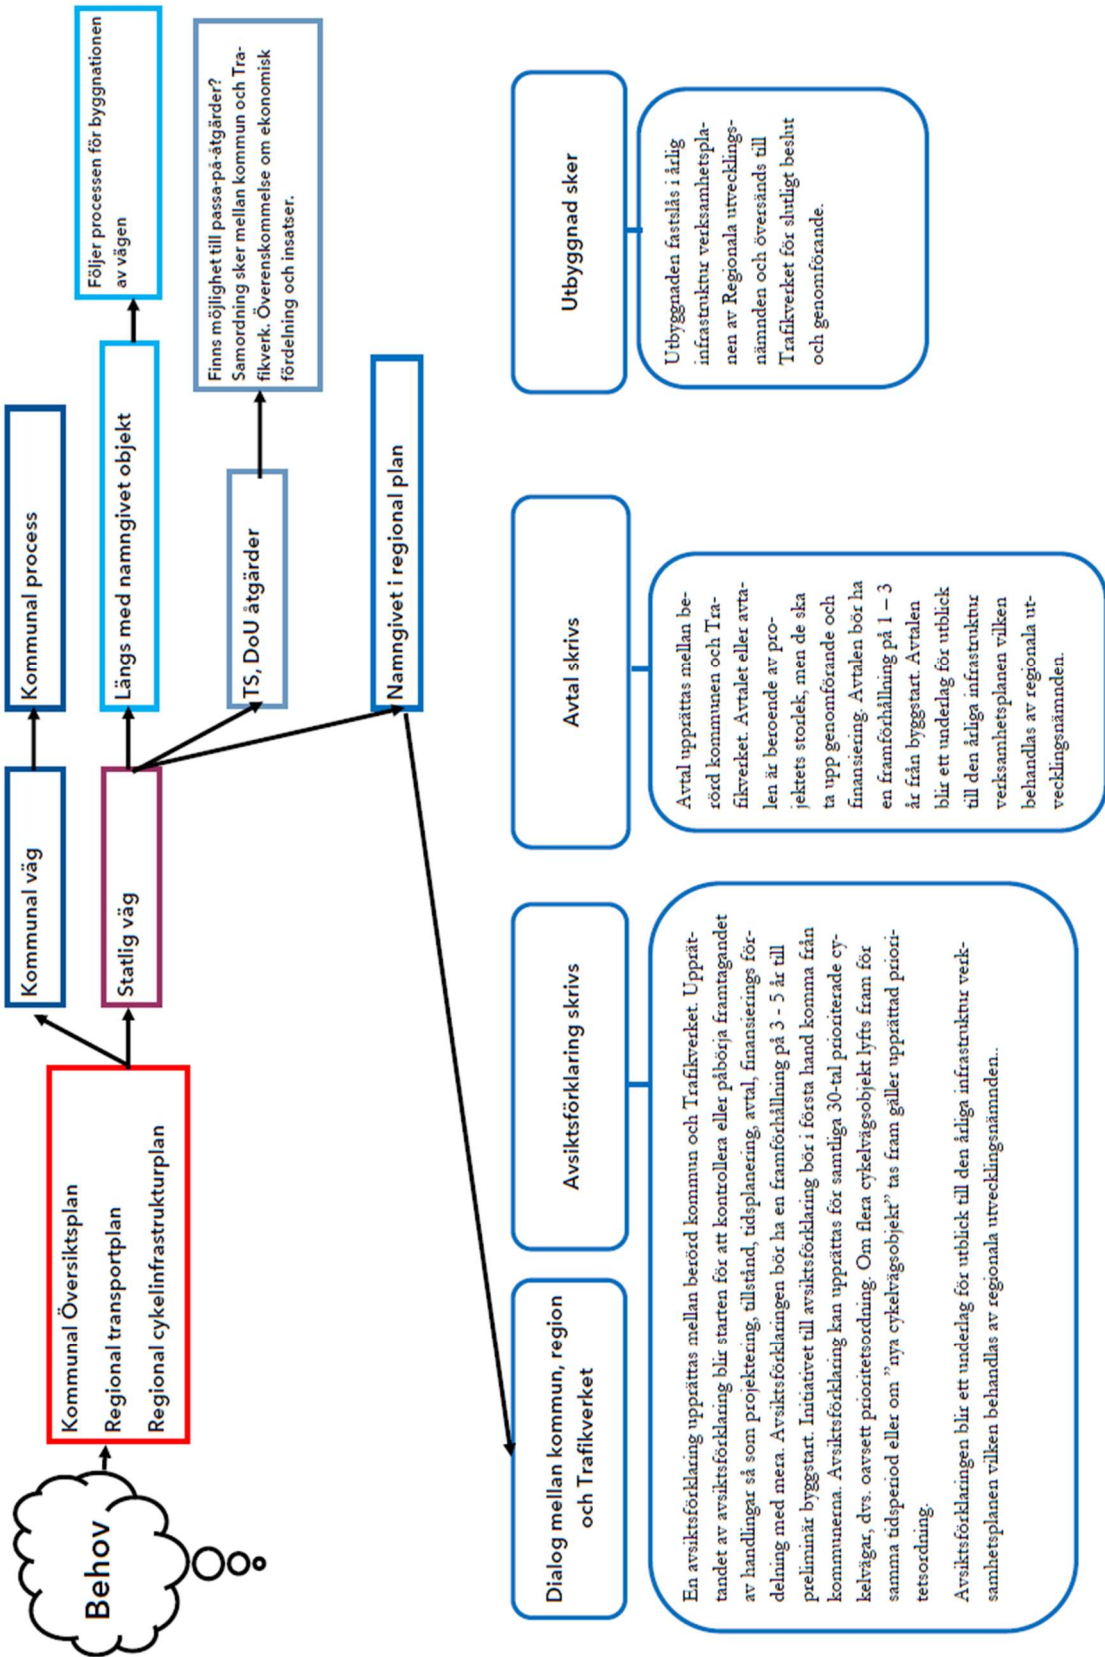 Behov
Kommunal Översiktsplan
Regional transportplan
Regional cykelinfrastrukturplan
Kommunal väg
Kommunal process
Statlig väg
Längs med namngivet objekt
Följer processen för byggnationen
av vägen
TS, DoU åtgärder
Finns möjlighet till passa-på-åtgärder?
Samordning sker mellan kommun och Tra-
fikverk. Överenskommelse om ekonomisk
fördelning och insatser.
Namngivet i regional plan
Dialog mellan kommun, region
och Trafikverket
Avsiktsförklaring skrivs
En avsiktsförklaring upprättas mellan berörd kommun och Trafikverket. Upprät-
tandet av avsiktsförklaring blir starten för att kontrollera eller påbörja framtagandet
av handlingar så som projektering, tillstånd, tidsplanering, avtal, finansierings för-
delning med mera. Avsiktsförklaringen bör ha en framförhållning på 3 - 5 år till
preliminär byggstart. Initiativet till avsiktsförklaring bör i första hand komma från
kommunerna. Avsiktsförklaring kan upprättas för samtliga 30-tal prioriterade cy-
kelvägar, dvs. oavsett prioritetsordning. Om flera cykelvägsobjekt lyfts fram för
samma tidsperiod eller om ”nya cykelvägsobjekt” tas fram gäller upprättad priori-
tetsordning.
Avsiktsförklaringen blir ett underlag för utblick till den årliga infrastruktur verk-
samhetsplanen vilken behandlas av regionala utvecklingsnämnden..
Avtal skrivs
Avtal upprättas mellan be-
rörd kommunen och Tra-
fikverket. Avtalet eller avta-
len är beroende av pro-
jektets storlek, men de ska
ta upp genomförande och
finansiering. Avtalen bör ha
en framförhållning på 1 – 3
år från byggstart. Avtalen
blir ett underlag för utblick
till den årliga infrastruktur
verksamhetsplanen vilken
behandlas av regionala ut-
vecklingsnämnden.
Utbyggnad sker
Utbyggnaden fastslås i årlig
infrastruktur verksamhetspla-
nen av Regionala utvecklings-
nämnden och översänds till
Trafikverket för slutligt beslut
och genomförande.